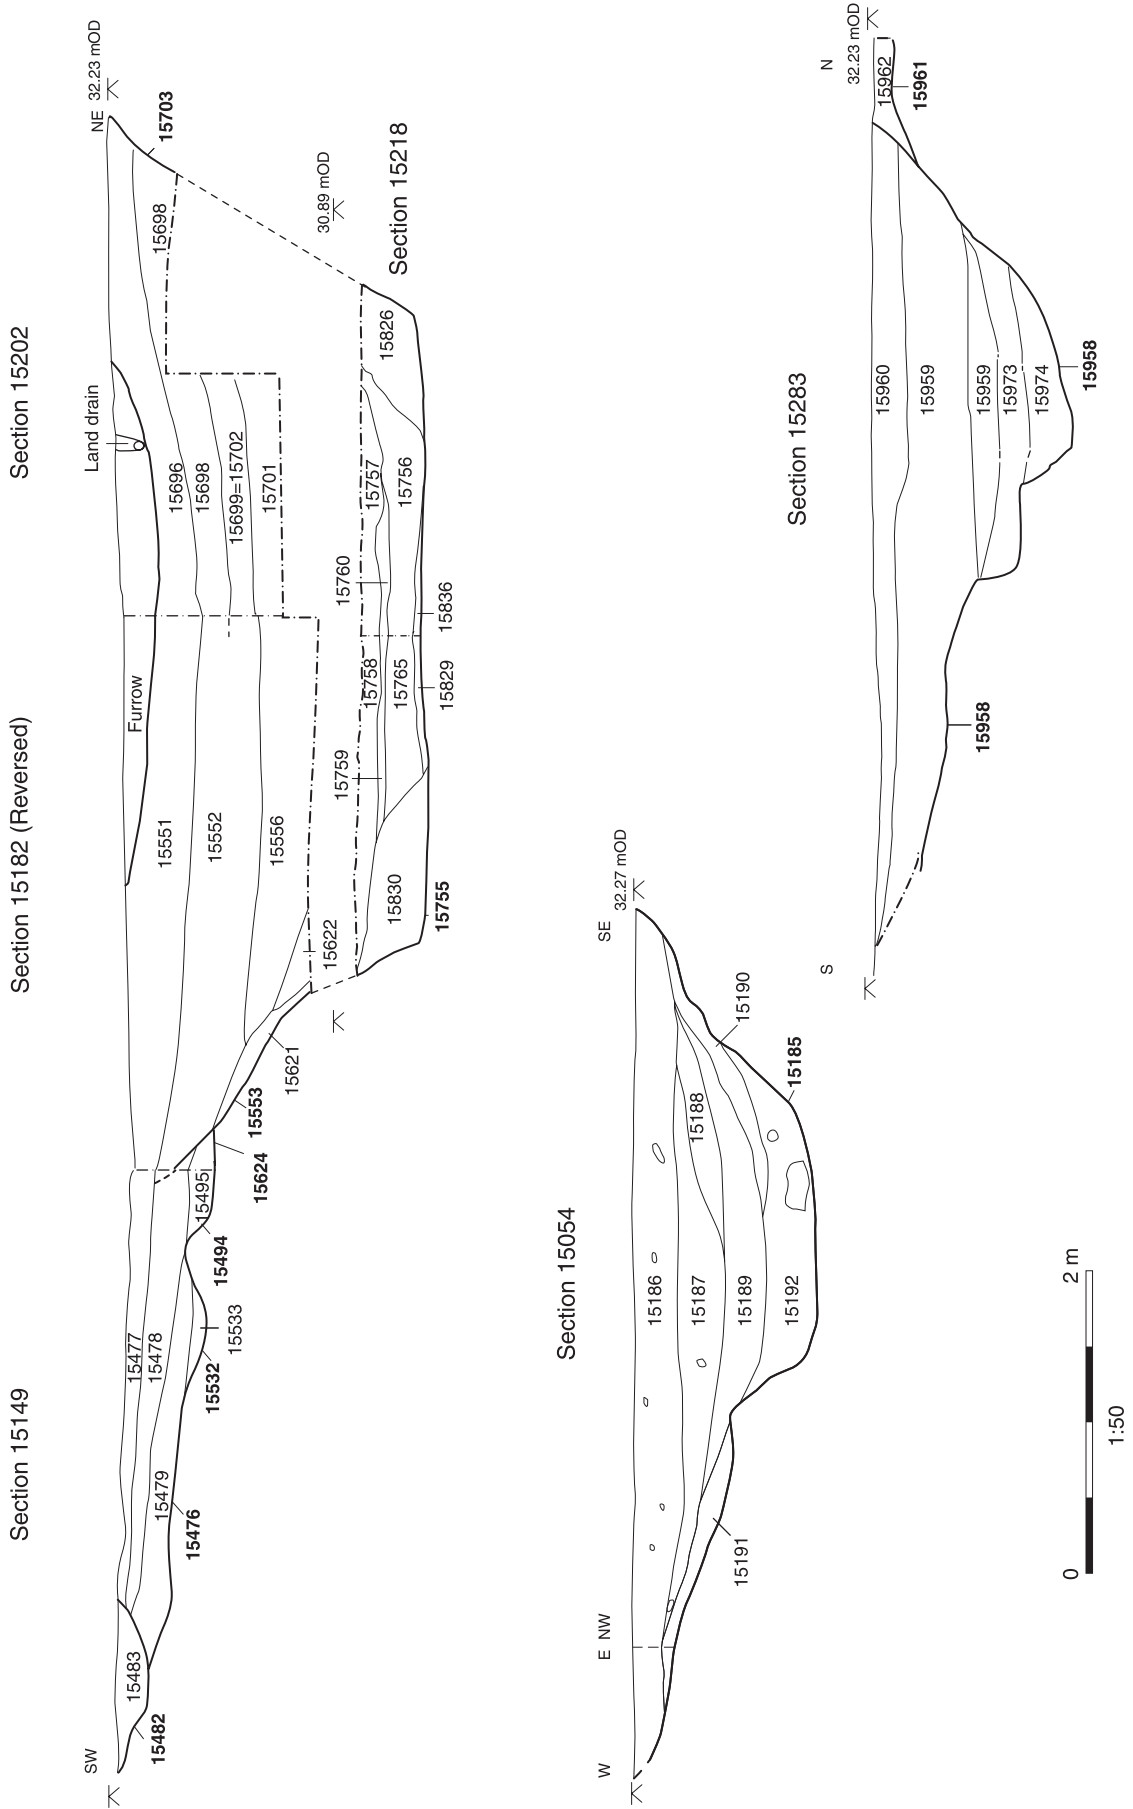 Section 15149
Section 15182 (Reversed)
Section 15202
SW
NE
32.23 mOD
Land drain
Furrow
15483
15482
15477
15478
15479
15476
15533
15532
15495
15494
15624
15553
15621
15622
15551
15552
15556
15696
15698
15699=15702
15701
15698
15703
30.89 mOD
Section 15218
15759
15760
15758
15757
15826
15830
15765
15756
15755
15829
15836
Section 15054
W
E
NW
SE
32.27 mOD
15186
15187
15188
15189
15192
15190
15185
15191
Section 15283
S
N
32.23 mOD
15962
15961
15960
15959
15959
15973
15974
15958
15958
0
2 m
1:50